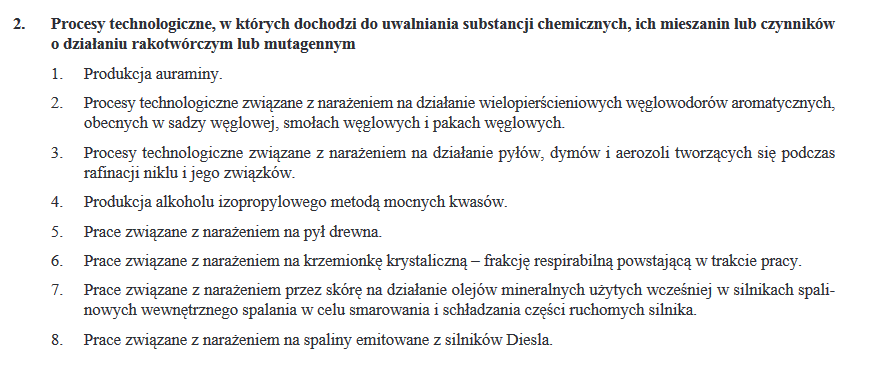 2. Procesy technologiczne, w których dochodzi do uwalniania substancji chemicznych, ich mieszanin lub czynników
o działaniu rakotwórczym lub mutagennym
1. Produkcja auraminy.
2. Procesy technologiczne związane z narażeniem na działanie wielopierścieniowych węglowodorów aromatycznych,
obecnych w sadzy węglowej, smołach węglowych i pakach węglowych.
3. Procesy technologiczne związane z narażeniem na działanie pyłów, dymów i aerozoli tworzących się podczas
rafinacji niklu i jego związków.
4. Produkcja alkoholu izopropylowego metodą mocnych kwasów.
5. Prace związane z narażeniem na pył drewna.
6. Prace związane z narażeniem na krzemionkę krystaliczną – frakcję respirabilną powstającą w trakcie pracy.
7. Prace związane z narażeniem przez skórę na działanie olejów mineralnych użytych wcześniej w silnikach spali-
nowych wewnętrznego spalania w celu smarowania i schładzania części ruchomych silnika.
8. Prace związane z narażeniem na spaliny emitowane z silników Diesla.